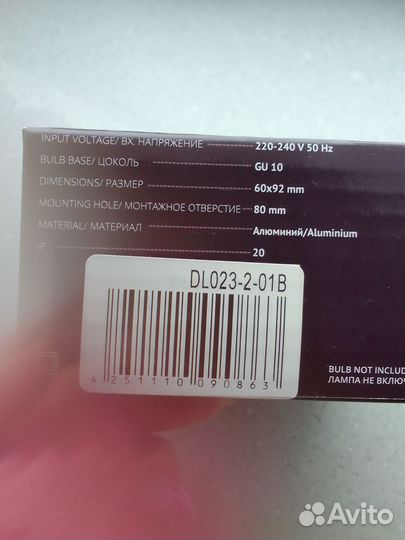 INPUT VOLTAGE/ ВХ. НАПРЯЖЕНИЕ 220-240 V 50 Hz
BULB BASE/ ЦОКОЛЬ GU 10
DIMENSIONS/ РАЗМЕР 60x92 mm
MOUNTING HOLE/ МОНТАЖНОЕ ОТВЕРСТИЕ 80 mm
MATERIAL/ МАТЕРИАЛ Алюминий/Aluminium
IP 20
DL023-2-01B
4 251110 090863
BULB NOT INCLUD
ЛАМПА НЕ ВКЛЮЧ
Avito